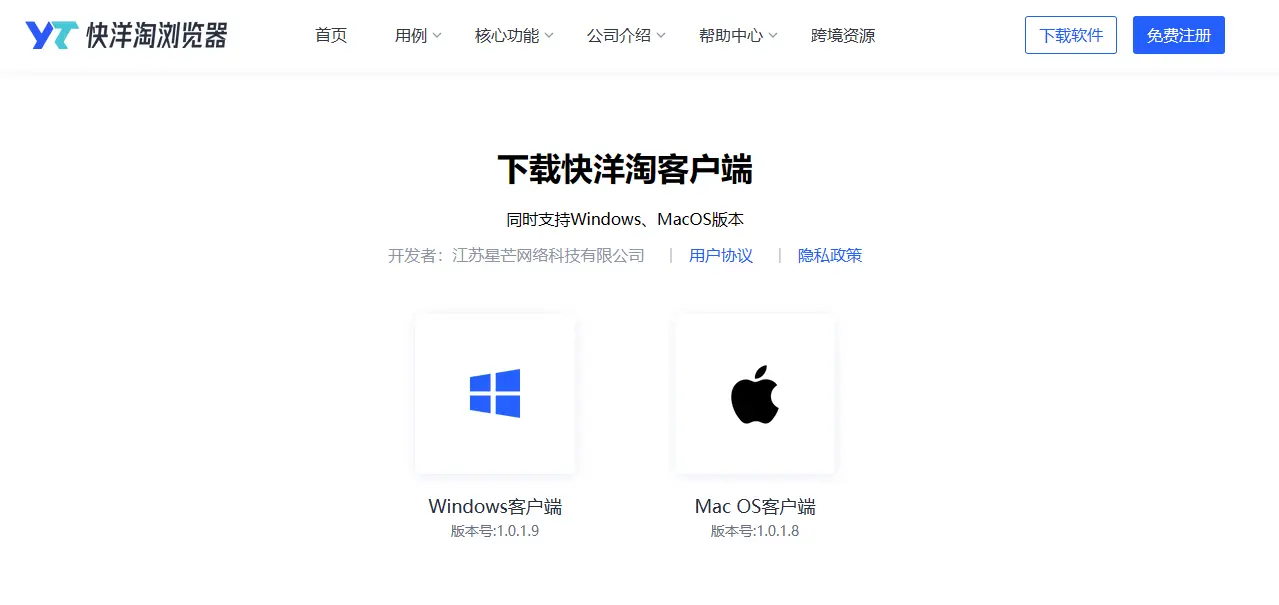 YT 快洋淘浏览器 首页 用例 核心功能 公司介绍 帮助中心 跨境资源 下载软件 免费注册
下载快洋淘客户端
同时支持Windows、MacOS版本
开发者：江苏星芒网络科技有限公司 | 用户协议 | 隐私政策
Windows客户端 Mac OS客户端
版本号:1.0.1.9 版本号:1.0.1.8